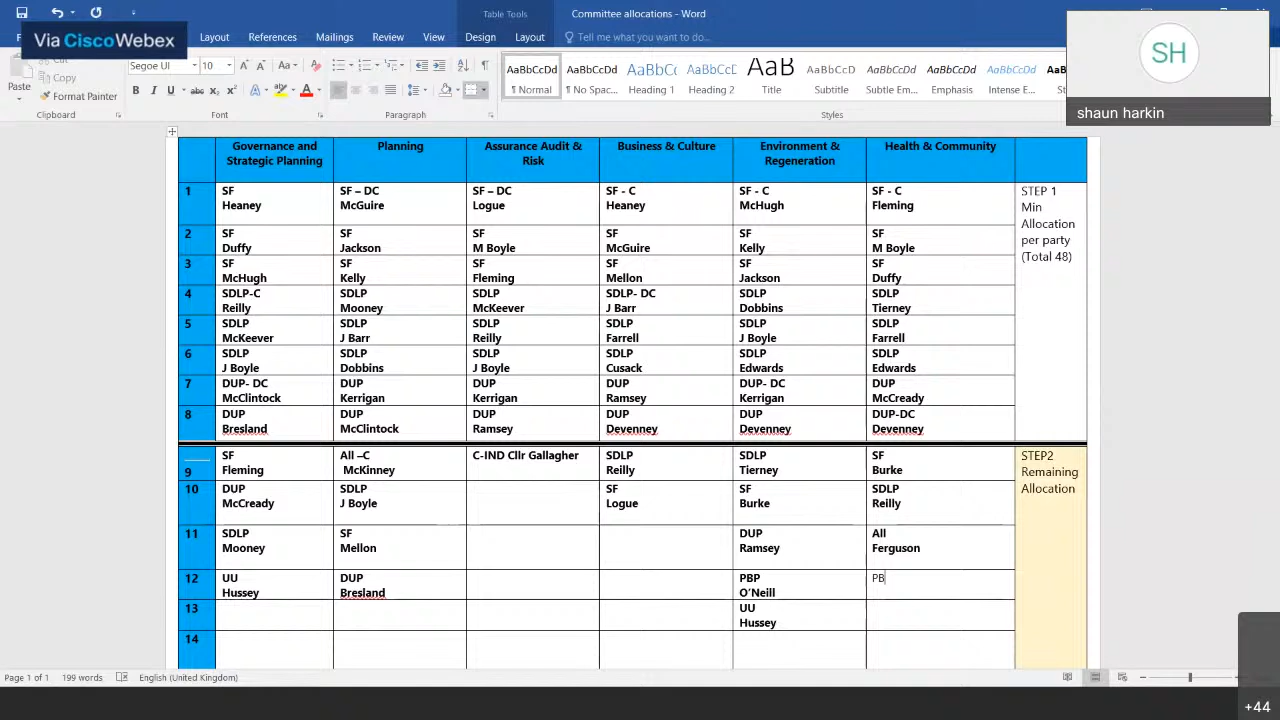 Table Tools
Committee allocations - Word
Via CiscoWebex
Layout References Mailings Review View Design Layout Tell me what you want to do...
SH
shaun harkin
Paste
Copy
Format Painter
Clipboard
Segoe UI 10
Font
Paragraph
AaBbCcDd AaBbCcDd AaBbCc AaBbCcE AaB AaBbCcD AaBbCcDd AaBbCcDd AaBbCcDd
¶ Normal ¶ No Spac... Heading 1 Heading 2 Title Subtitle Subtle Em... Emphasis Intense E...
Styles
Governance and Strategic Planning Planning Assurance Audit & Risk Business & Culture Environment & Regeneration Health & Community
1 SF SF – DC SF – DC SF - C SF - C SF - C
Heaney McGuire Logue Heaney McHugh Fleming
STEP 1
Min
Allocation
per party
(Total 48)
2 SF SF SF SF SF SF
Duffy Jackson M Boyle McGuire Kelly M Boyle
3 SF SF SF SF SF SF
McHugh Kelly Fleming Mellon Jackson Duffy
4 SDLP-C SDLP SDLP SDLP- DC SDLP SDLP
Reilly Mooney McKeever J Barr Dobbins Tierney
5 SDLP SDLP SDLP SDLP SDLP SDLP
McKeever J Barr Reilly Farrell J Boyle Farrell
6 SDLP SDLP SDLP SDLP SDLP SDLP
J Boyle Dobbins J Boyle Cusack Edwards Edwards
7 DUP- DC DUP DUP DUP DUP- DC DUP
McClintock Kerrigan Kerrigan Ramsey Kerrigan McCready
8 DUP DUP DUP DUP DUP DUP-DC
Bresland McClintock Ramsey Devenney Devenney Devenney
9 SF All –C C-IND Cllr Gallagher SDLP SDLP SF
Fleming McKinney Reilly Tierney Burke
STEP2
Remaining
Allocation
10 DUP SDLP SF SF SDLP
McCready J Boyle Logue Burke Reilly
11 SDLP SF DUP All
Mooney Mellon Ramsey Ferguson
12 UU DUP PBP PB
Hussey Bresland O'Neill
13 UU
Hussey
14
Page 1 of 1 199 words English (United Kingdom)
+44